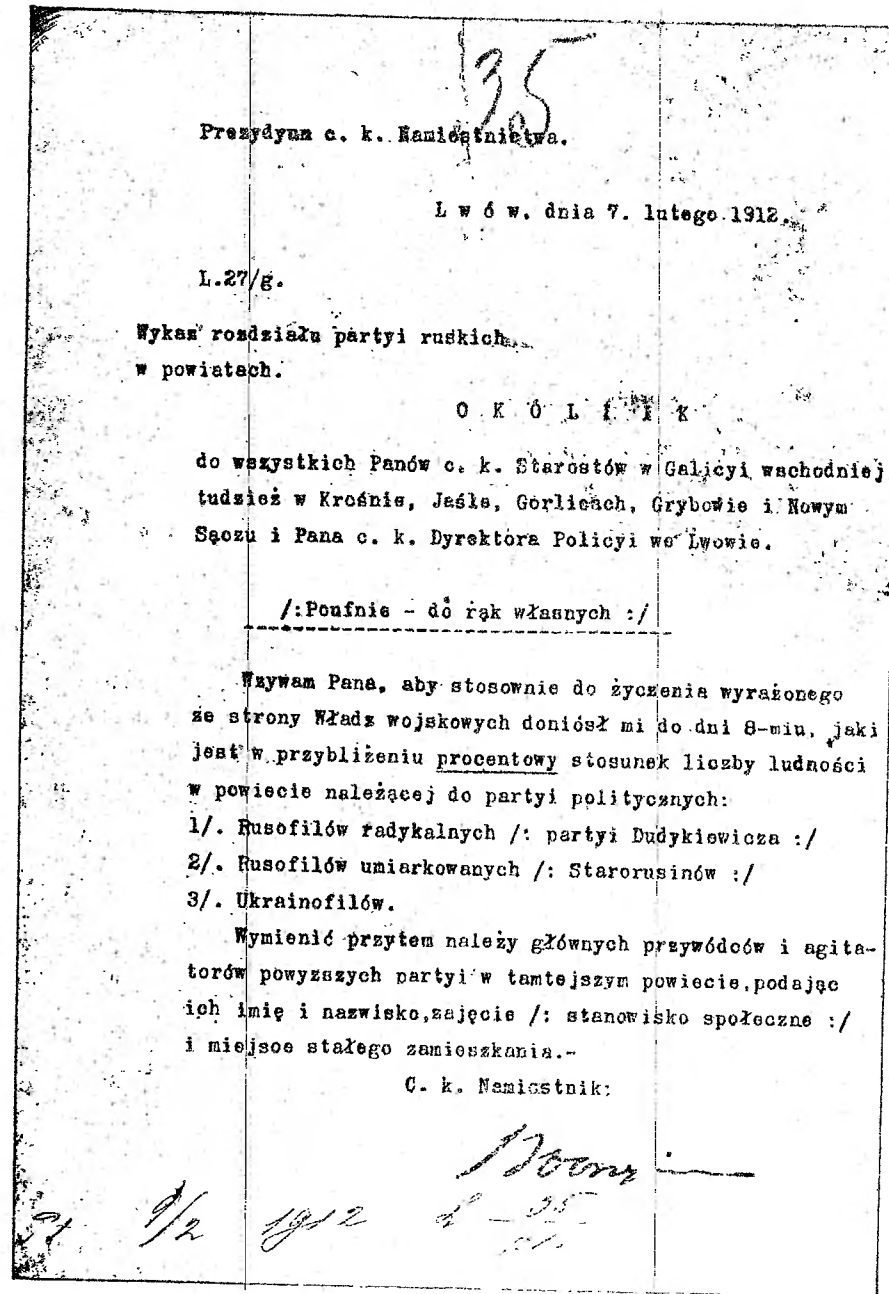 35
Prezydyum c. k. Namiestnictwa.
L w ó w. dnia 7. lutego 1912.
L.27/g.
Wykaz rozdziału partyi ruskich
w powiatach.
O K Ó L N I K
do wszystkich Panów c. k. Starostów w Galicyi wschodniej
tudzież w Krośnie, Jaśle, Gorlicach, Grybowie i Nowym
Sączu i Pana c. k. Dyrektora Policyi we Lwowie.
/:Poufnie - do rąk własnych :/
Wzywam Pana, aby stosownie do życzenia wyrażonego
ze strony Władz wojskowych doniósł mi do dni 8-miu, jaki
jest w przybliżeniu procentowy stosunek liczby ludności
w powiecie należącej do partyi politycznych:
1/. Rusofilów radykalnych /: partyi Dudykiewicza :/
2/. Rusofilów umiarkowanych /: Starorusinów :/
3/. Ukrainofilów.
Wymienić przytem należy głównych przywódców i agita-
torów powyższych partyi w tamtejszym powiecie,podając
ich imię i nazwisko,zajęcie /: stanowisko społeczne :/
i miejsce stałego zamieszkania.-
C. k. Namiestnik:
9/2 1912 L - 35